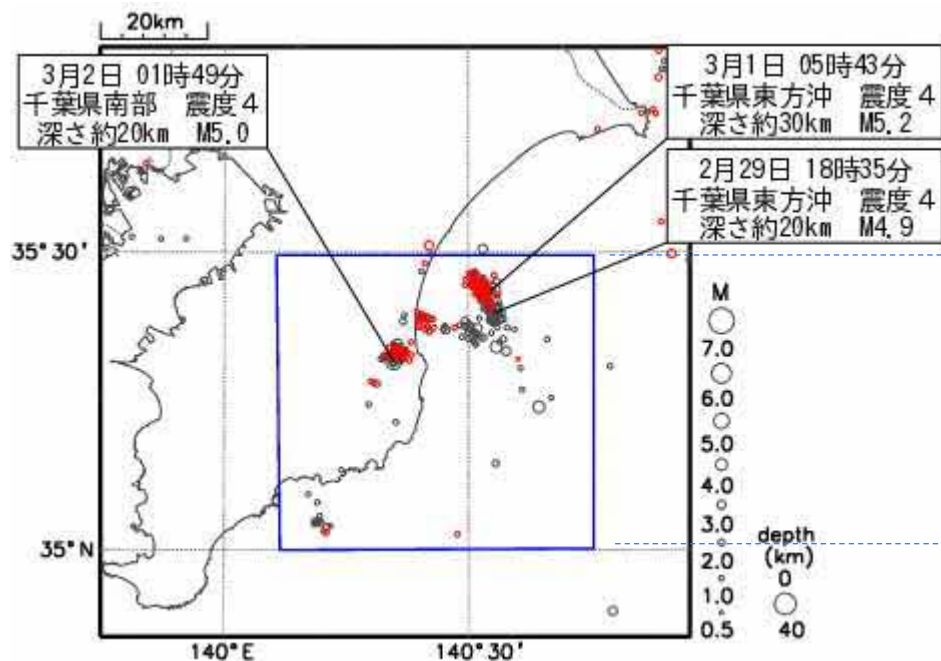 20km
3月2日 01時49分
千葉県南部 震度4
深さ約20km M5.0
3月1日 05時43分
千葉県東方沖 震度4
深さ約30km M5.2
2月29日 18時35分
千葉県東方沖 震度4
深さ約20km M4.9
35°30'
35°N
140°E
140°30'
M
7.0
6.0
5.0
4.0
3.0
2.0
1.0
0.5
depth
(km)
0
40